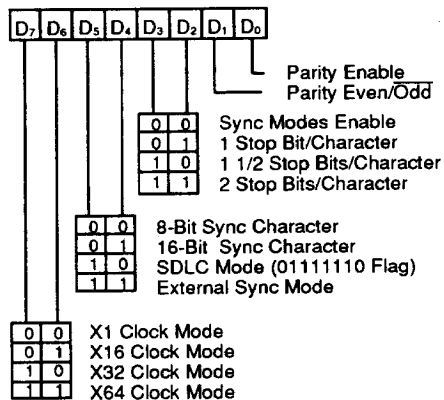 D7 D6 D5 D4 D3 D2 D1 D0
Parity Enable
Parity Even/Odd
0 0 Sync Modes Enable
0 1 1 Stop Bit/Character
1 0 1 1/2 Stop Bits/Character
1 1 2 Stop Bits/Character
0 0 8-Bit Sync Character
0 1 16-Bit Sync Character
1 0 SDLC Mode (01111110 Flag)
1 1 External Sync Mode
0 0 X1 Clock Mode
0 1 X16 Clock Mode
1 0 X32 Clock Mode
1 1 X64 Clock Mode